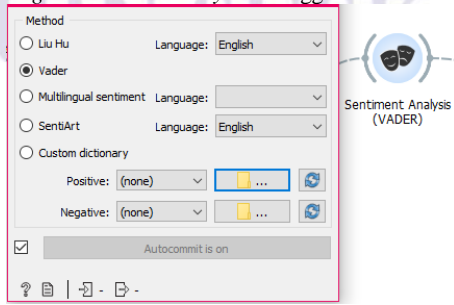 Method
Liu Hu Language: English
Vader
Multilingual sentiment Language:
SentiArt Language: English
Custom dictionary
Positive: (none) ...
Negative: (none) ...
Autocommit is on
? - -
Sentiment Analysis
(VADER)